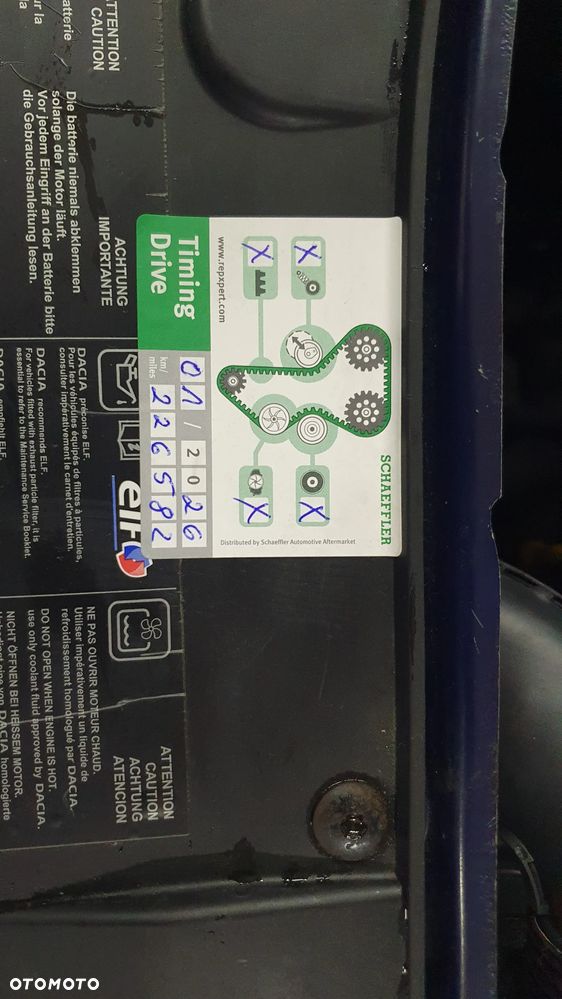 ATTENTION
CAUTION
Die batterie niemals abklemmen
solange der Motor läuft.
Vor jedem Eingriff an der Batterie bitte
die Gebrauchsanleitung lesen.
ACHTUNG
IMPORTANTE
SCHAEFFLER
www.repxpert.com
Timing
Drive
01/2026
km/
miles
226582
Distributed by Schaeffler Automotive Aftermarket
DACIA préconise ELF.
Pour les véhicules équipés de filtres à particules,
consulter impérativement le carnet d'entretien.
DACIA recommends ELF.
For vehicles fitted with exhaust particle filter, it is
essential to refer to the Maintenance Service Booklet.
DACIA empfiehlt ELF.
elf
ATTENTION
CAUTION
ACHTUNG
ATENCION
NE PAS OUVRIR MOTEUR CHAUD.
Utiliser impérativement un liquide de
refroidissement homologué par DACIA.
DO NOT OPEN WHEN ENGINE IS HOT.
use only coolant fluid approved by DACIA.
NICHT ÖFFNEN BEI HEISSEM MOTOR.
DACIA homologierte
OTOMOTO